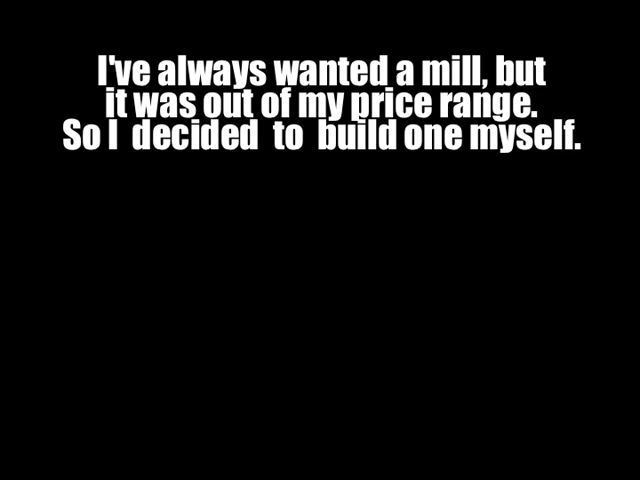 I've always wanted a mill, but
it was out of my price range.
So I decided to build one myself.